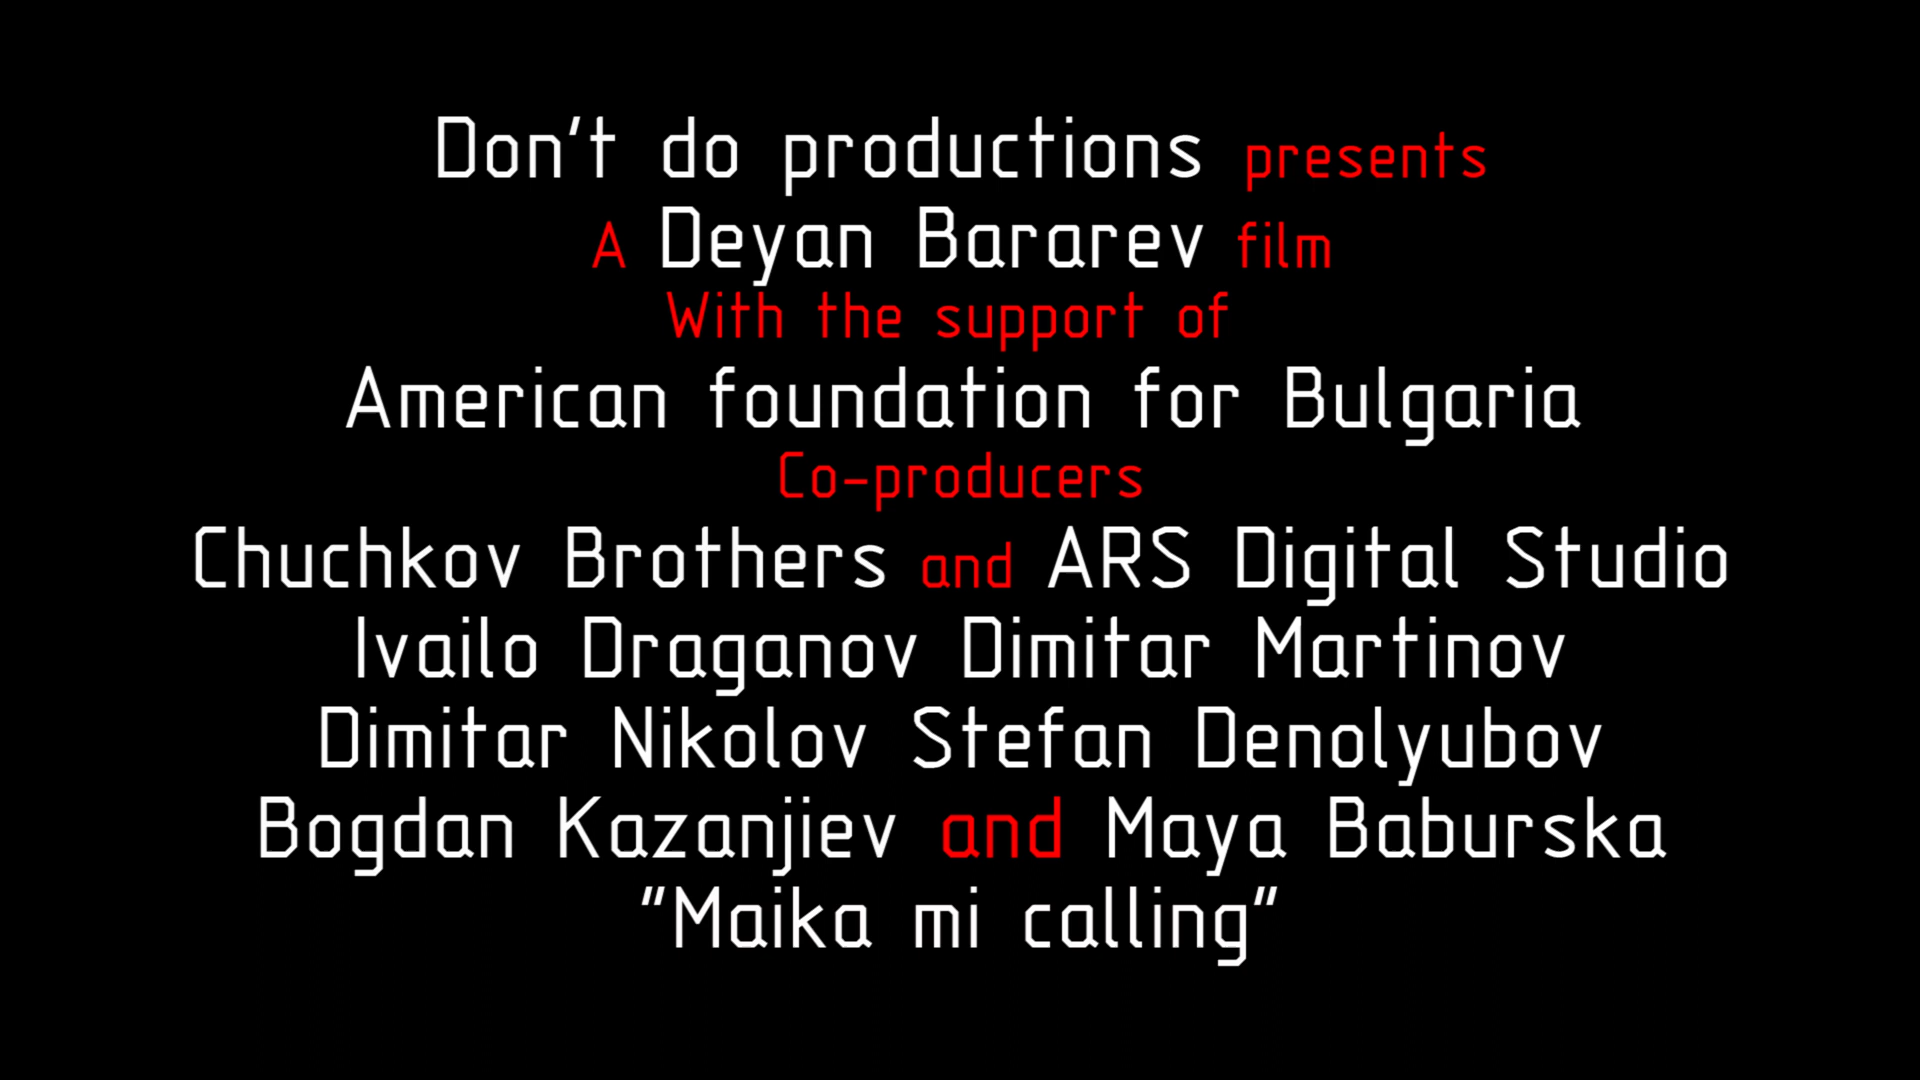 Don't do productions presents
A Deyan Bararev film
With the support of
American foundation for Bulgaria
Co-producers
Chuchkov Brothers and ARS Digital Studio
Ivailo Draganov Dimitar Martinov
Dimitar Nikolov Stefan Denolyubov
Bogdan Kazanjiev and Maya Baburska
"Maika mi calling"